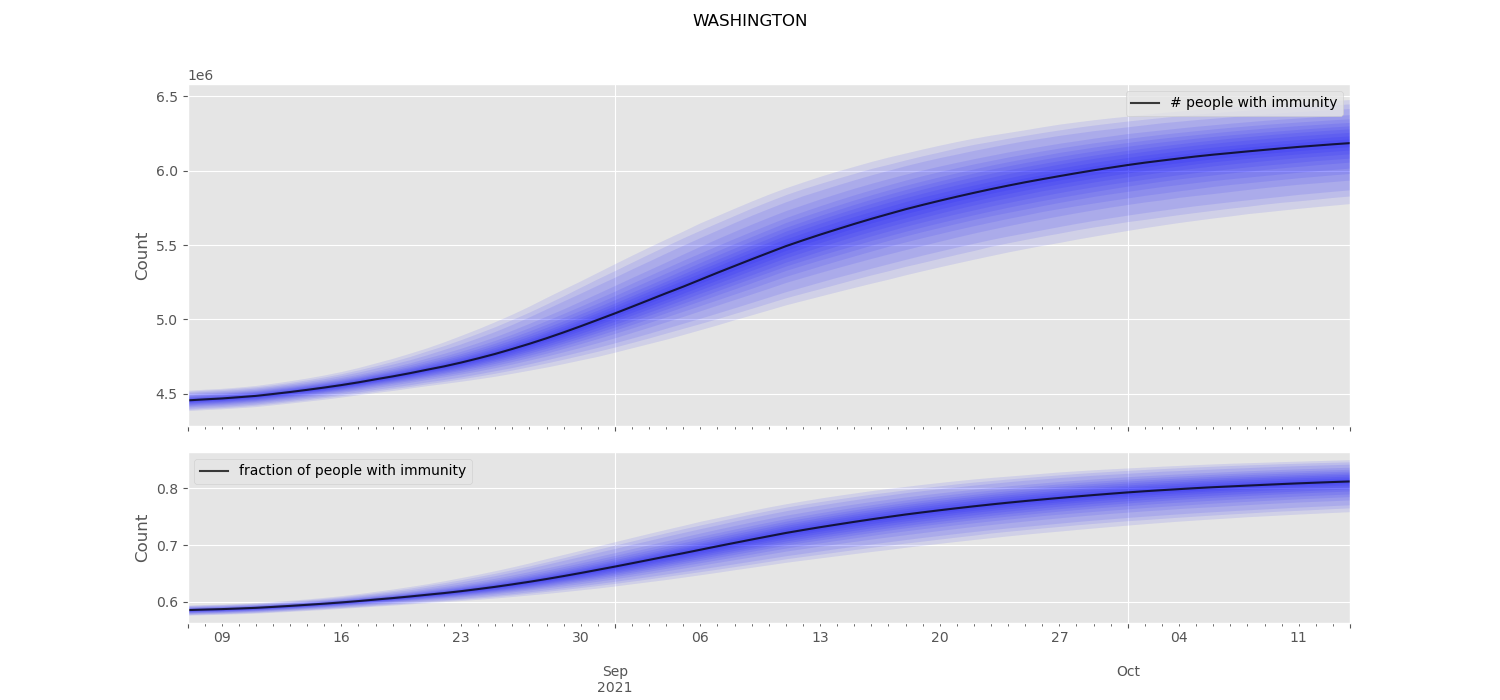 WASHINGTON
1e6
# people with immunity
6.5
6.0
5.5
5.0
4.5
Count
fraction of people with immunity
0.8
0.7
0.6
Count
09 16 23 30 06 13 20 27 04 11
Sep Oct
2021